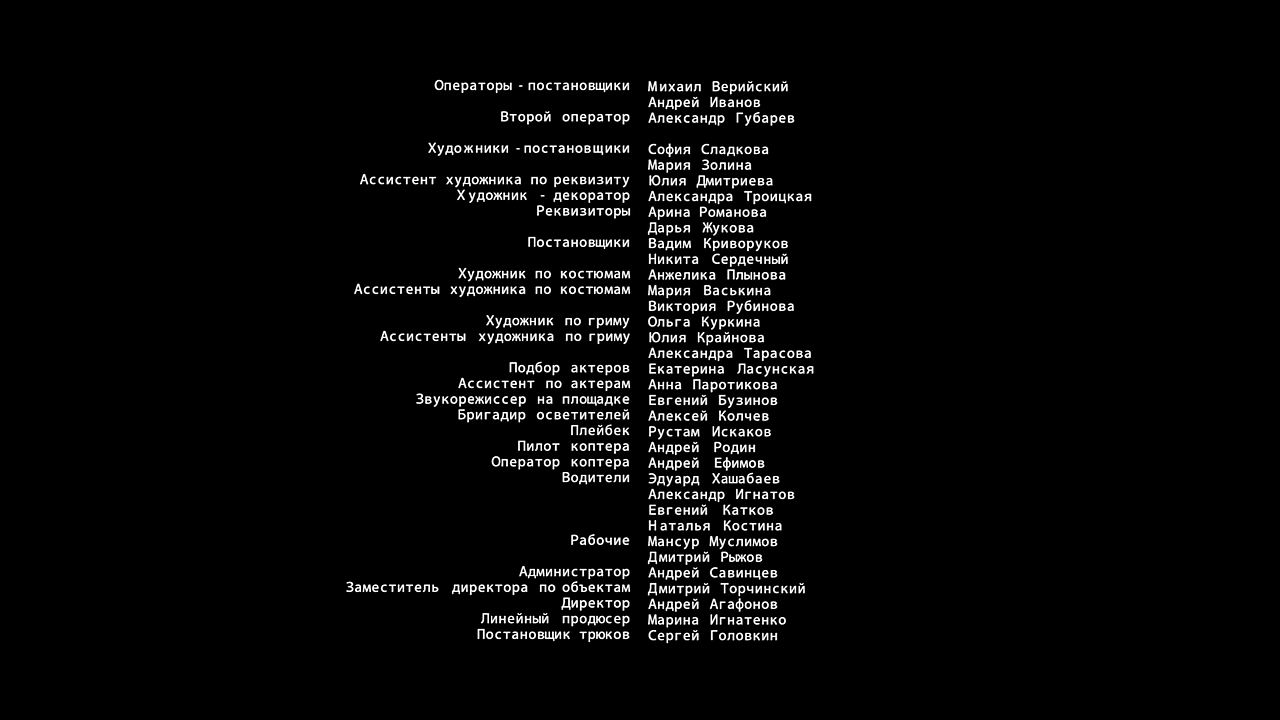 Операторы - постановщики Михаил Верийский
Андрей Иванов
Второй оператор Александр Губарев
Художники - постановщики София Сладкова
Мария Золина
Ассистент художника по реквизиту Юлия Дмитриева
Художник - декоратор Александра Троицкая
Реквизиторы Арина Романова
Дарья Жукова
Постановщики Вадим Криворуков
Никита Сердечный
Художник по костюмам Анжелика Плынова
Ассистенты художника по костюмам Мария Васькина
Виктория Рубинова
Художник по гриму Ольга Куркина
Ассистенты художника по гриму Юлия Крайнова
Александра Тарасова
Подбор актеров Екатерина Ласунская
Ассистент по актерам Анна Паротикова
Звукорежиссер на площадке Евгений Бузинов
Бригадир осветителей Алексей Колчев
Плейбек Рустам Искаков
Пилот коптера Андрей Родин
Оператор коптера Андрей Ефимов
Водители Эдуард Хашабаев
Александр Игнатов
Евгений Катков
Наталья Костина
Рабочие Мансур Муслимов
Дмитрий Рыжов
Администратор Андрей Савинцев
Заместитель директора по объектам Дмитрий Торчинский
Директор Андрей Агафонов
Линейный продюсер Марина Игнатенко
Постановщик трюков Сергей Головкин